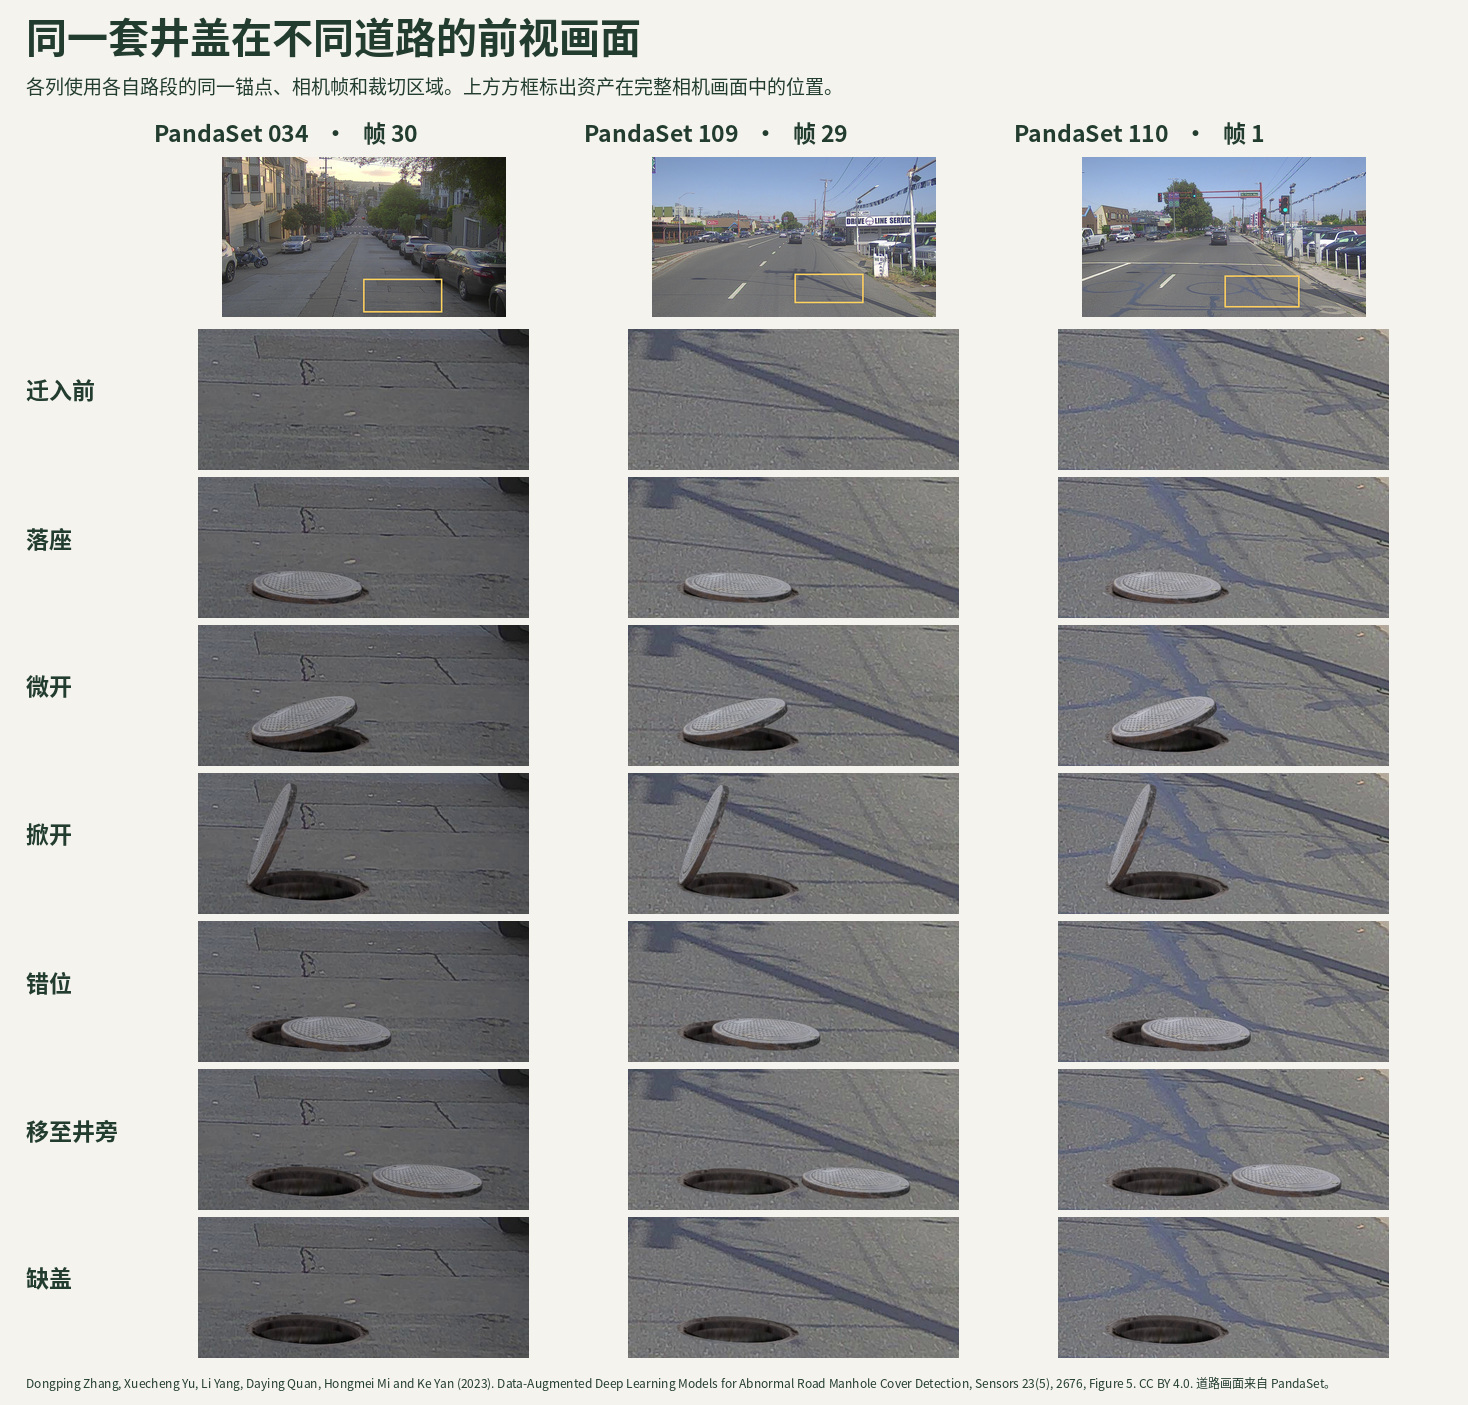 同一套井盖在不同道路的前视画面
各列使用各自路段的同一锚点、相机帧和裁切区域。上方方框标出资产在完整相机画面中的位置。
PandaSet 034 • 帧 30
PandaSet 109 • 帧 29
PandaSet 110 • 帧 1
迁入前
落座
微开
掀开
错位
移至井旁
缺盖
Dongping Zhang, Xuecheng Yu, Li Yang, Daying Quan, Hongmei Mi and Ke Yan (2023). Data-Augmented Deep Learning Models for Abnormal Road Manhole Cover Detection, Sensors 23(5), 2676, Figure 5. CC BY 4.0. 道路画面来自 PandaSet。